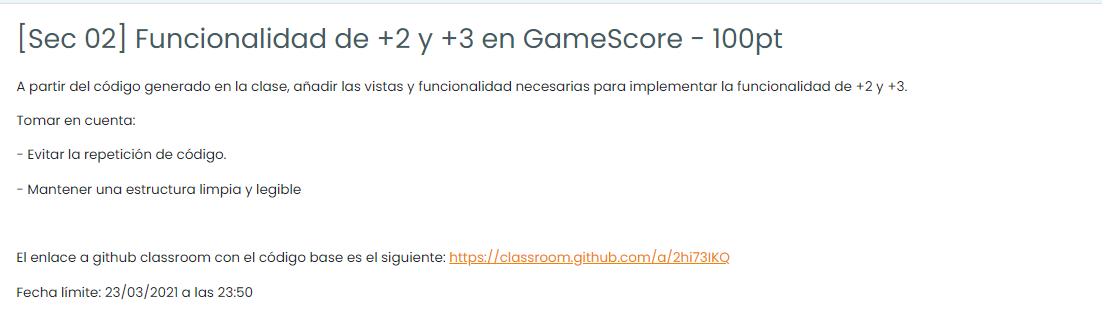 [Sec 02] Funcionalidad de +2 y +3 en GameScore - 100pt
A partir del código generado en la clase, añadir las vistas y funcionalidad necesarias para implementar la funcionalidad de +2 y +3.
Tomar en cuenta:
- Evitar la repetición de código.
- Mantener una estructura limpia y legible
El enlace a github classroom con el código base es el siguiente: https://classroom.github.com/a/2hi73IKQ
Fecha límite: 23/03/2021 a las 23:50